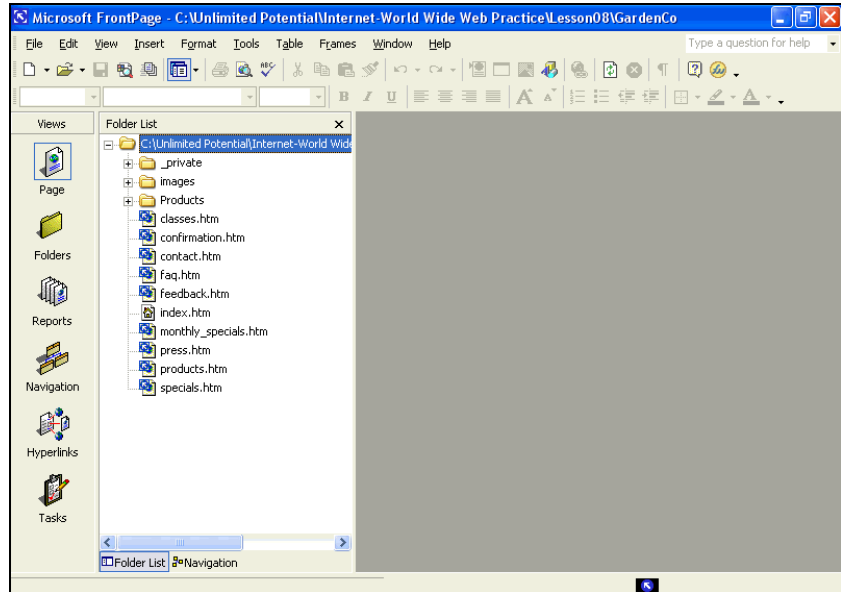 Microsoft FrontPage - C:\Unlimited Potential\Internet-World Wide Web Practice\Lesson08\GardenCo
File Edit View Insert Format Tools Table Frames Window Help Type a question for help
B I U A A A
Views
Folder List
C:\Unlimited Potential\Internet-World Wide
_private
images
Products
classes.htm
confirmation.htm
contact.htm
faq.htm
feedback.htm
index.htm
monthly_specials.htm
press.htm
products.htm
specials.htm
Page
Folders
Reports
Navigation
Hyperlinks
Tasks
Folder List Navigation